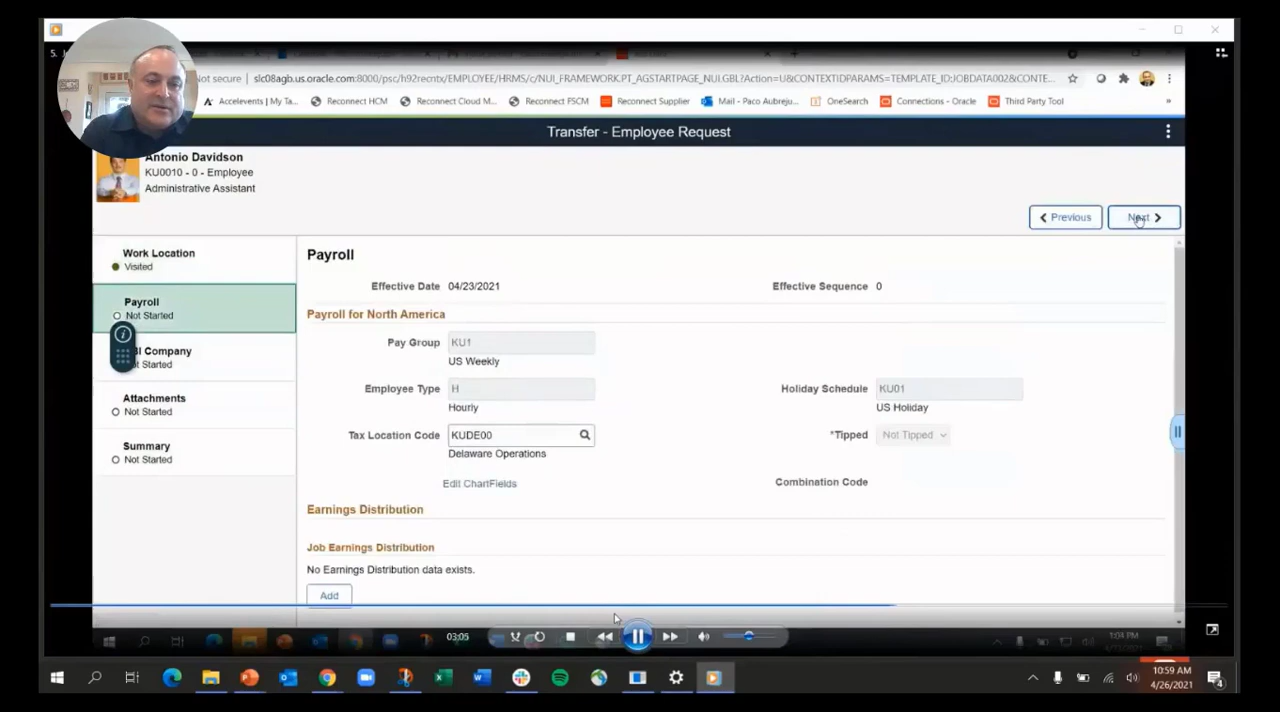 5. J
Not secure
slc08agb.us.oracle.com:8000/psc/h92recntx/EMPLOYEE/HRMS/c/NUI_FRAMEWORK.PT_AGSTARTPAGE_NUI.GBL?Action=U&CONTEXTIDPARAMS=TEMPLATE_ID:JOBDATA002&CONTE...
Accelevents | My Ta...
Reconnect HCM
Reconnect Cloud M...
Reconnect FSCM
Reconnect Supplier
Mail - Paco Aubreju...
OneSearch
Connections - Oracle
Third Party Tool
»
Transfer - Employee Request
Antonio Davidson
KU0010 - 0 - Employee
Administrative Assistant
Previous
Next
Work Location
Visited
Payroll
Not Started
Company
Started
Attachments
Not Started
Summary
Not Started
Payroll
Effective Date 04/23/2021
Effective Sequence 0
Payroll for North America
Pay Group KU1
US Weekly
Employee Type H
Hourly
Holiday Schedule KU01
US Holiday
Tax Location Code KUDE00
Delaware Operations
*Tipped Not Tipped
Edit ChartFields
Combination Code
Earnings Distribution
Job Earnings Distribution
No Earnings Distribution data exists.
Add
03:05
1:04 PM
10:59 AM
4/26/2021
4